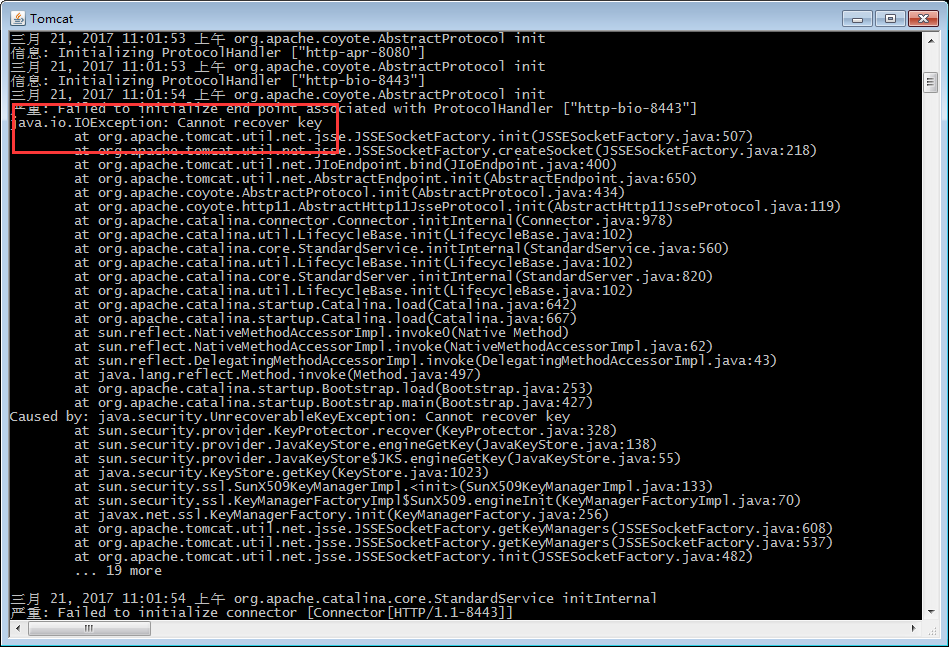 Tomcat
三月 21, 2017 11:01:53 上午 org.apache.coyote.AbstractProtocol init
信息: Initializing ProtocolHandler ["http-apr-8080"]
三月 21, 2017 11:01:53 上午 org.apache.coyote.AbstractProtocol init
信息: Initializing ProtocolHandler ["http-bio-8443"]
三月 21, 2017 11:01:54 上午 org.apache.coyote.AbstractProtocol init
严重: Failed to initialize end point associated with ProtocolHandler ["http-bio-8443"]
java.io.IOException: Cannot recover key
at org.apache.tomcat.util.net.jsse.JSSESocketFactory.init(JSSESocketFactory.java:507)
at org.apache.tomcat.util.net.jsse.JSSESocketFactory.createSocket(JSSESocketFactory.java:218)
at org.apache.tomcat.util.net.JIoEndpoint.bind(JIoEndpoint.java:400)
at org.apache.tomcat.util.net.AbstractEndpoint.init(AbstractEndpoint.java:650)
at org.apache.coyote.AbstractProtocol.init(AbstractProtocol.java:434)
at org.apache.coyote.http11.AbstractHttp11JsseProtocol.init(AbstractHttp11JsseProtocol.java:119)
at org.apache.catalina.connector.Connector.initInternal(Connector.java:978)
at org.apache.catalina.util.LifecycleBase.init(LifecycleBase.java:102)
at org.apache.catalina.core.StandardService.initInternal(StandardService.java:560)
at org.apache.catalina.util.LifecycleBase.init(LifecycleBase.java:102)
at org.apache.catalina.core.StandardServer.initInternal(StandardServer.java:820)
at org.apache.catalina.util.LifecycleBase.init(LifecycleBase.java:102)
at org.apache.catalina.startup.Catalina.load(Catalina.java:642)
at org.apache.catalina.startup.Catalina.load(Catalina.java:667)
at sun.reflect.NativeMethodAccessorImpl.invoke0(Native Method)
at sun.reflect.NativeMethodAccessorImpl.invoke(NativeMethodAccessorImpl.java:62)
at sun.reflect.DelegatingMethodAccessorImpl.invoke(DelegatingMethodAccessorImpl.java:43)
at java.lang.reflect.Method.invoke(Method.java:497)
at org.apache.catalina.startup.Bootstrap.load(Bootstrap.java:253)
at org.apache.catalina.startup.Bootstrap.main(Bootstrap.java:427)
Caused by: java.security.UnrecoverableKeyException: Cannot recover key
at sun.security.provider.KeyProtector.recover(KeyProtector.java:328)
at sun.security.provider.JavaKeyStore.engineGetKey(JavaKeyStore.java:138)
at sun.security.provider.JavaKeyStore$JKS.engineGetKey(JavaKeyStore.java:55)
at java.security.KeyStore.getKey(KeyStore.java:1023)
at sun.security.ssl.SunX509KeyManagerImpl.<init>(SunX509KeyManagerImpl.java:133)
at sun.security.ssl.KeyManagerFactoryImpl$SunX509.engineInit(KeyManagerFactoryImpl.java:70)
at javax.net.ssl.KeyManagerFactory.init(KeyManagerFactory.java:256)
at org.apache.tomcat.util.net.jsse.JSSESocketFactory.getKeyManagers(JSSESocketFactory.java:608)
at org.apache.tomcat.util.net.jsse.JSSESocketFactory.getKeyManagers(JSSESocketFactory.java:537)
at org.apache.tomcat.util.net.jsse.JSSESocketFactory.init(JSSESocketFactory.java:482)
... 19 more
三月 21, 2017 11:01:54 上午 org.apache.catalina.core.StandardService initInternal
严重: Failed to initialize connector [Connector[HTTP/1.1-8443]]